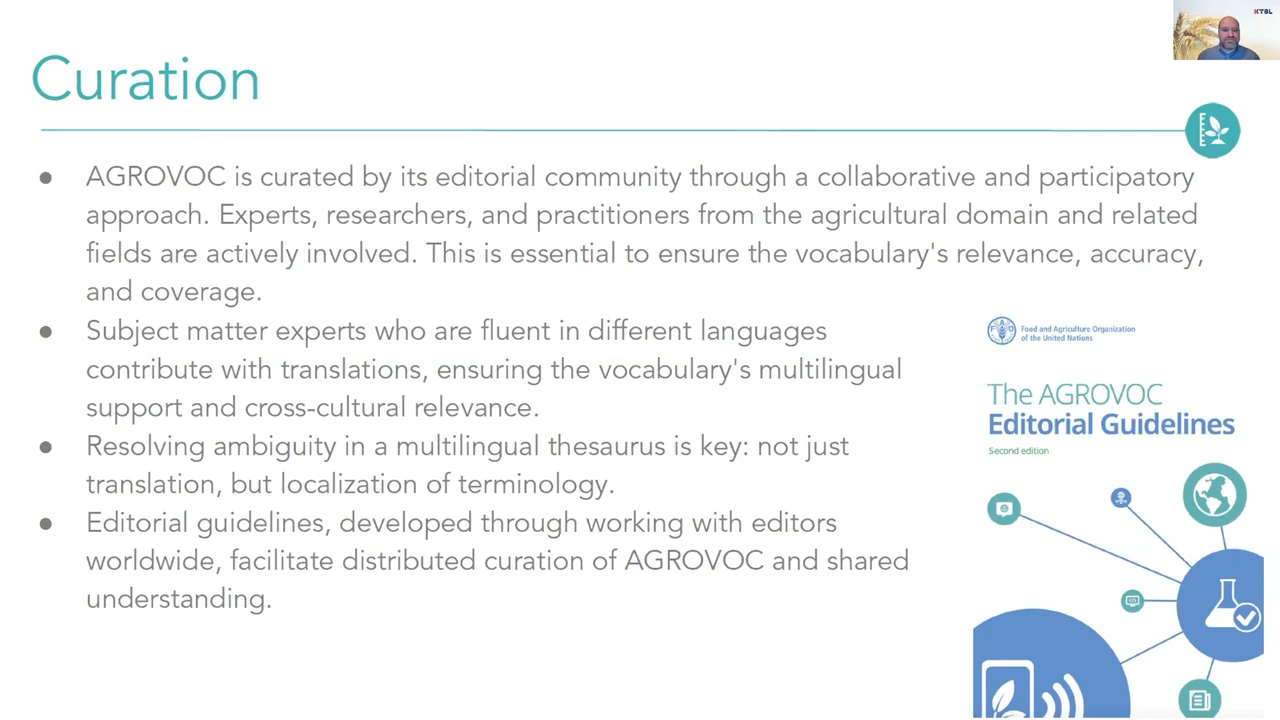 KTBL
Curation
● AGROVOC is curated by its editorial community through a collaborative and participatory
approach. Experts, researchers, and practitioners from the agricultural domain and related
fields are actively involved. This is essential to ensure the vocabulary's relevance, accuracy,
and coverage.
● Subject matter experts who are fluent in different languages
contribute with translations, ensuring the vocabulary's multilingual
support and cross-cultural relevance.
● Resolving ambiguity in a multilingual thesaurus is key: not just
translation, but localization of terminology.
● Editorial guidelines, developed through working with editors
worldwide, facilitate distributed curation of AGROVOC and shared
understanding.
Food and Agriculture Organization
of the United Nations
The AGROVOC
Editorial Guidelines
Second edition